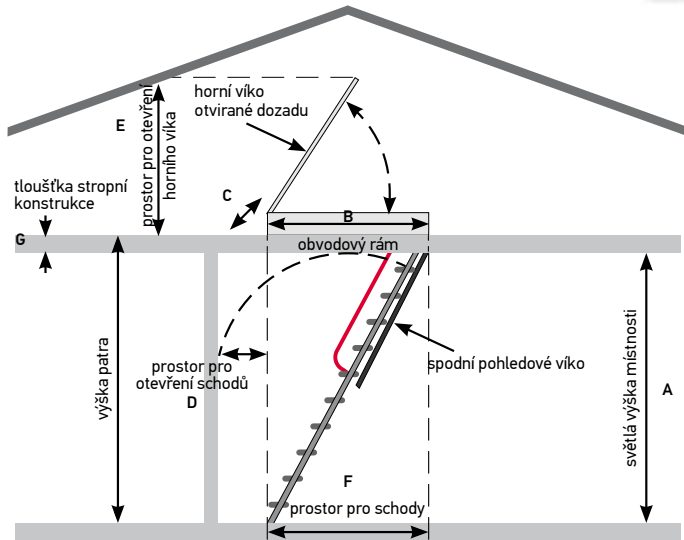 horní víko
otvirané dozadu
E
prostor pro otevření
horního víka
tloušťka stropní
konstrukce
C
B
G
obvodový rám
prostor pro
otevření schodů
D
spodní pohledové víko
výška patra
světlá výška místnosti
A
F
prostor pro schody